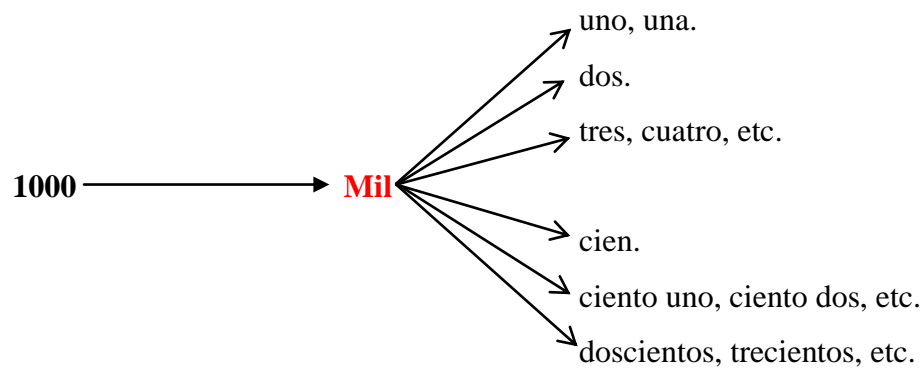 uno, una.
dos.
tres, cuatro, etc.
1000 Mil
cien.
ciento uno, ciento dos, etc.
doscientos, trecientos, etc.